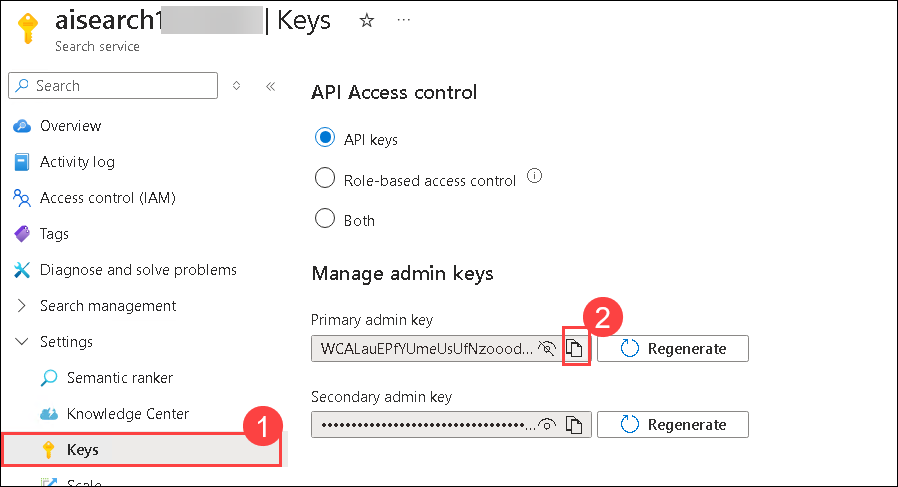 aisearch1 | Keys
Search service
Search
Overview
Activity log
Access control (IAM)
Tags
Diagnose and solve problems
Search management
Settings
Semantic ranker
Knowledge Center
1
Keys
Scale
API Access control
API keys
Role-based access control
Both
Manage admin keys
2
Primary admin key
WCALauEPfYUmeUsUfNzoood... Regenerate
Secondary admin key
••••••••••••••••••••••••••••••••••... Regenerate